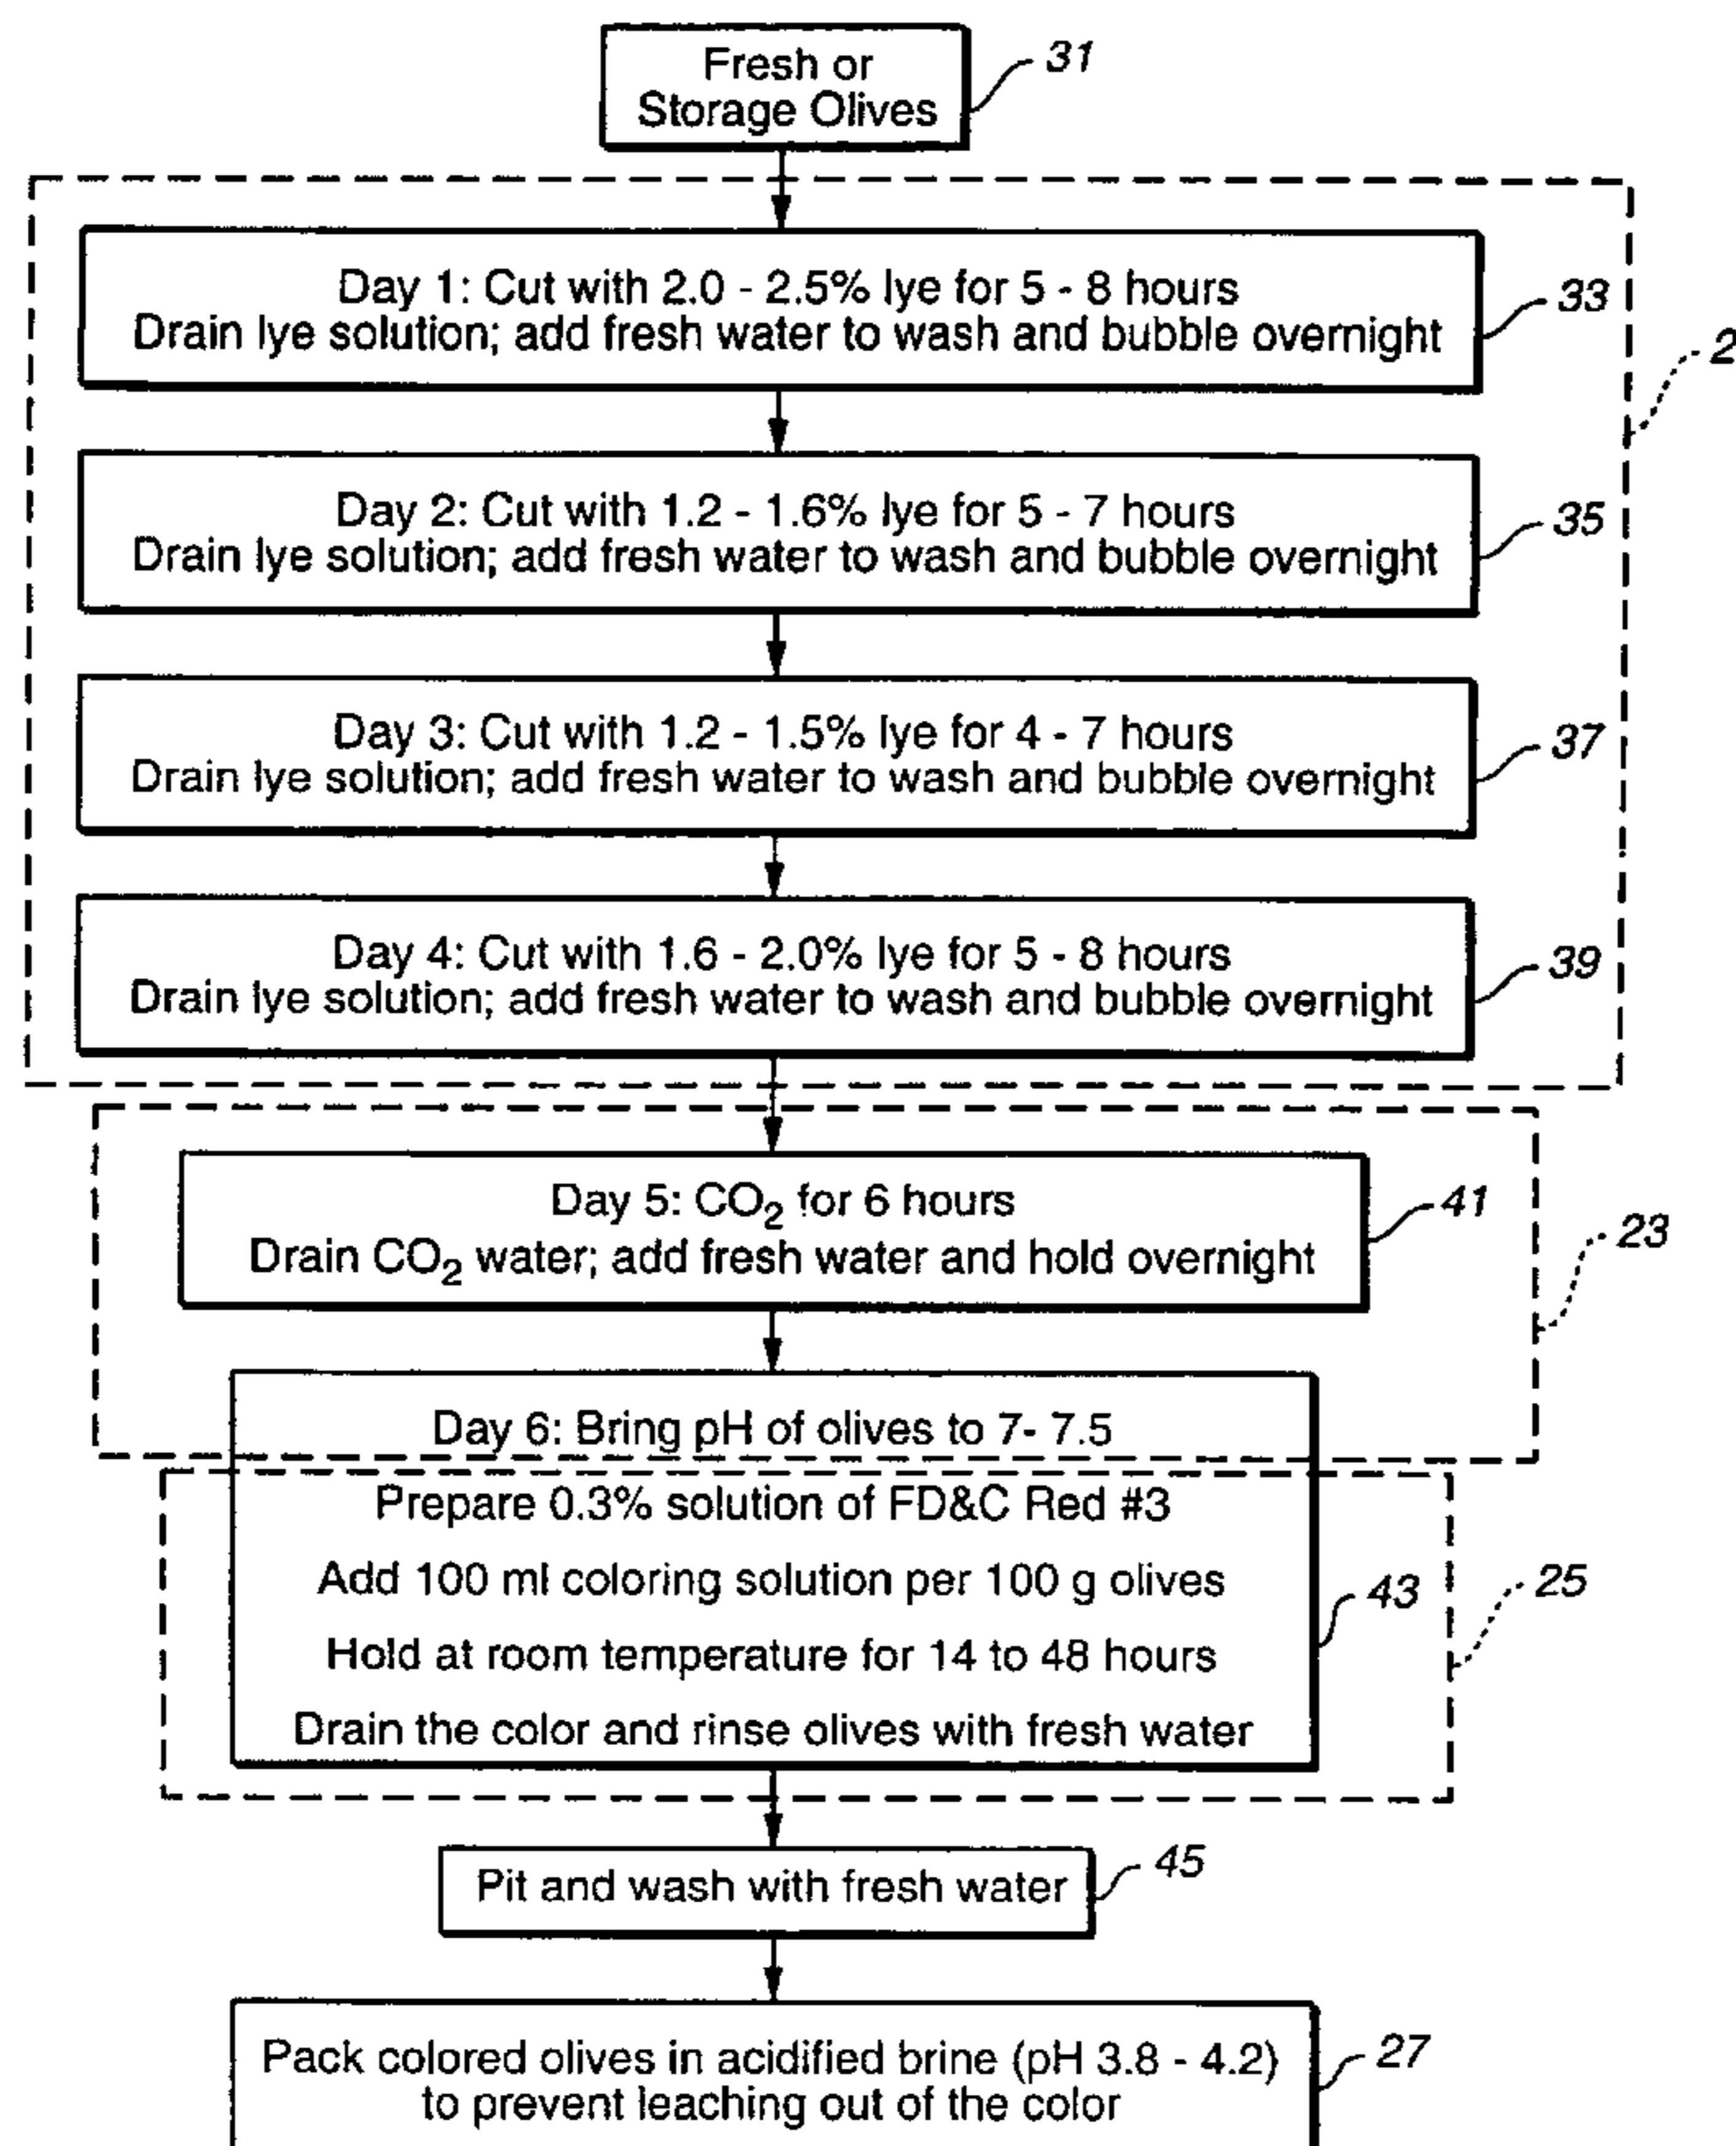 Fresh or
Storage Olives
31
Day 1: Cut with 2.0 - 2.5% lye for 5 - 8 hours
Drain lye solution; add fresh water to wash and bubble overnight
33
2
Day 2: Cut with 1.2 - 1.6% lye for 5 - 7 hours
Drain lye solution; add fresh water to wash and bubble overnight
35
Day 3: Cut with 1.2 - 1.5% lye for 4 - 7 hours
Drain lye solution; add fresh water to wash and bubble overnight
37
Day 4: Cut with 1.6 - 2.0% lye for 5 - 8 hours
Drain lye solution; add fresh water to wash and bubble overnight
39
Day 5: CO₂ for 6 hours
Drain CO₂ water; add fresh water and hold overnight
41
23
Day 6: Bring pH of olives to 7- 7.5
Prepare 0.3% solution of FD&C Red #3
Add 100 ml coloring solution per 100 g olives
Hold at room temperature for 14 to 48 hours
Drain the color and rinse olives with fresh water
43
25
Pit and wash with fresh water
45
Pack colored olives in acidified brine (pH 3.8 - 4.2)
to prevent leaching out of the color
27